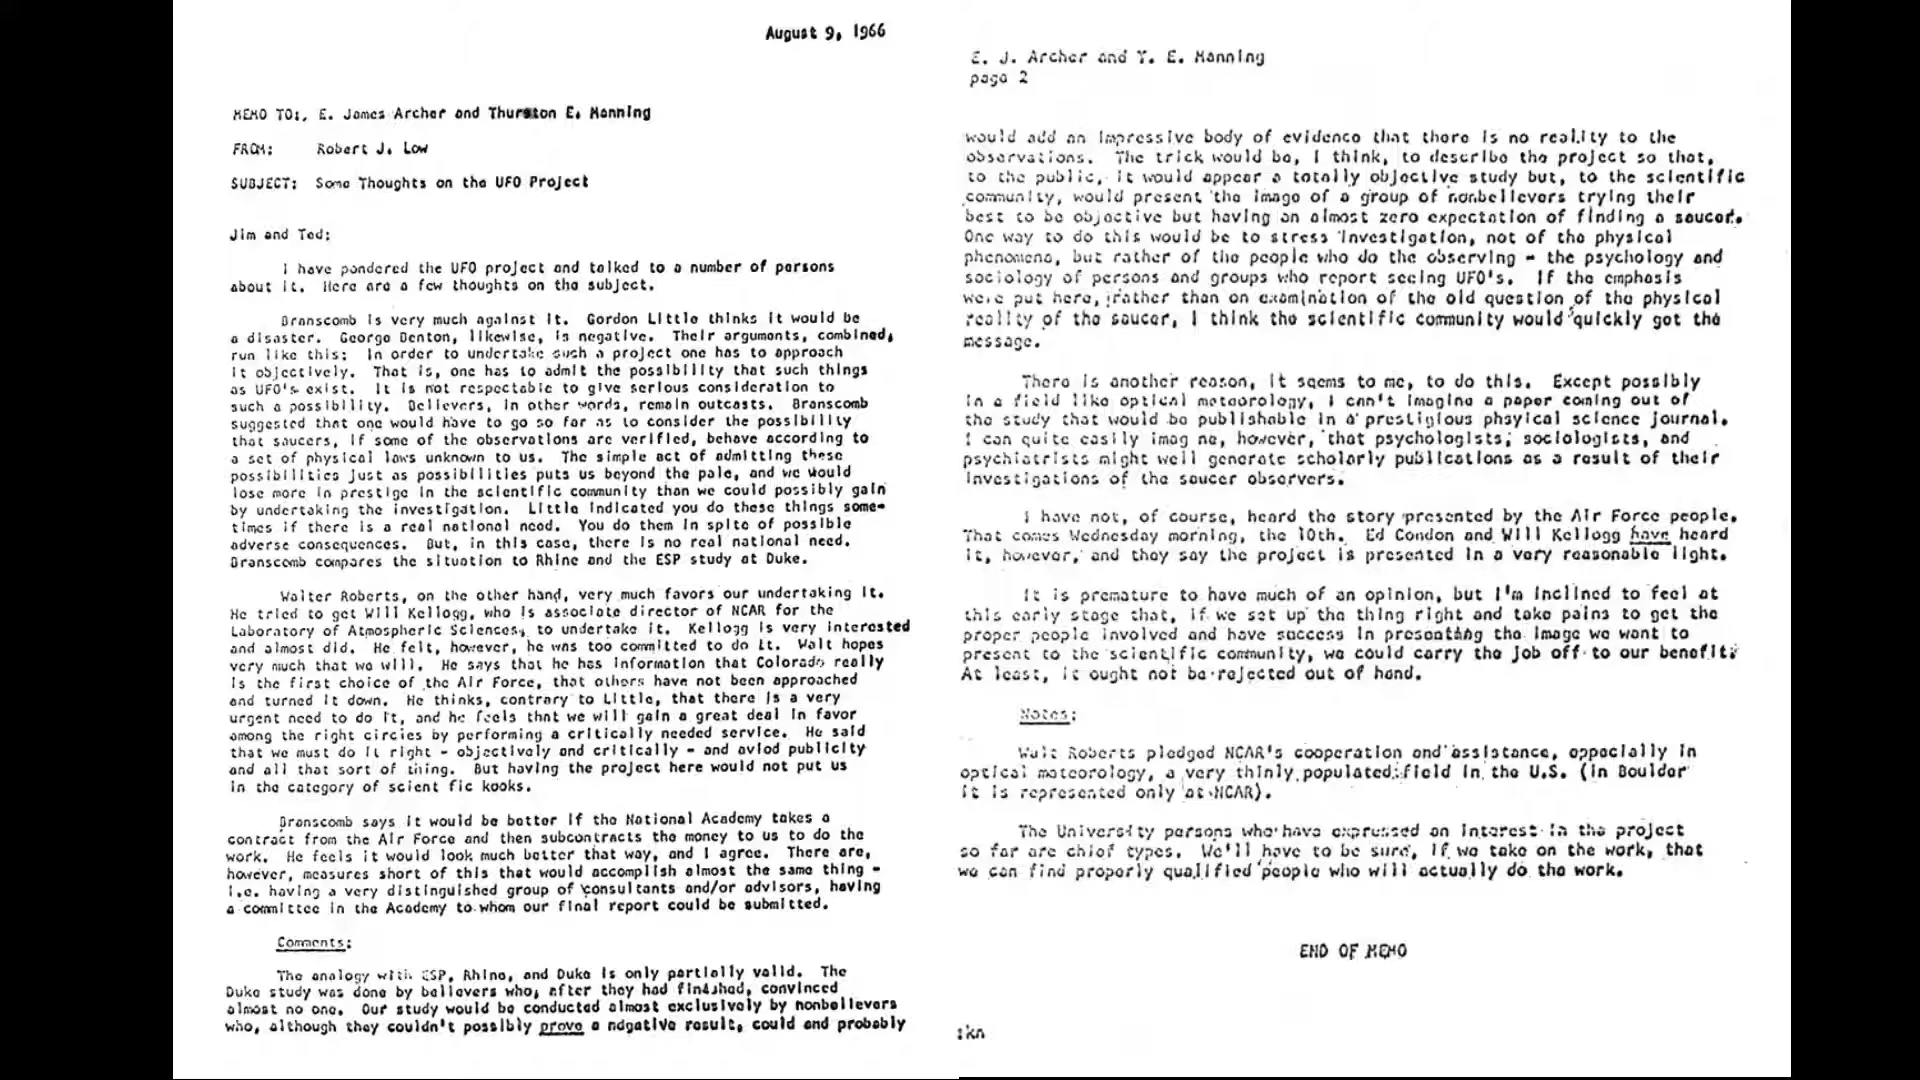 August 9, 1966
MEMO TO: E. James Archer and Thurston E. Manning
FROM: Robert J. Low
SUBJECT: Some Thoughts on the UFO Project
Jim and Ted:
I have pondered the UFO project and talked to a number of persons
about it. Here are a few thoughts on the subject.
Branscomb is very much against it. Gordon Little thinks it would be
a disaster. George Benton, likewise, is negative. Their arguments, combined,
run like this: In order to undertake such a project one has to approach
it objectively. That is, one has to admit the possibility that such things
as UFO's exist. It is not respectable to give serious consideration to
such a possibility. Believers, in other words, remain outcasts. Branscomb
suggested that one would have to go so far as to consider the possibility
that saucers, if some of the observations are verified, behave according to
a set of physical laws unknown to us. The simple act of admitting these
possibilities just as possibilities puts us beyond the pale, and we would
lose more in prestige in the scientific community than we could possibly gain
by undertaking the investigation. Little indicated you do these things some-
times if there is a real national need. You do them in spite of possible
adverse consequences. But, in this case, there is no real national need.
Branscomb compares the situation to Rhine and the ESP study at Duke.
Walter Roberts, on the other hand, very much favors our undertaking it.
He tried to get Will Kellogg, who is associate director of NCAR for the
Laboratory of Atmospheric Sciences, to undertake it. Kellogg is very interested
and almost did. He felt, however, he was too committed to do it. Walt hopes
very much that we will. He says that he has information that Colorado really
is the first choice of the Air Force, that others have not been approached
and turned it down. He thinks, contrary to Little, that there is a very
urgent need to do it, and he feels that we will gain a great deal in favor
among the right circles by performing a critically needed service. He said
that we must do it right - objectively and critically - and aviod publicity
and all that sort of thing. But having the project here would not put us
in the category of scient fic kooks.
Branscomb says it would be better if the National Academy takes a
contract from the Air Force and then subcontracts the money to us to do the
work. He feels it would look much better that way, and I agree. There are,
however, measures short of this that would accomplish almost the same thing -
i.e. having a very distinguished group of consultants and/or advisors, having
a committee in the Academy to whom our final report could be submitted.
Comments:
The analogy with ESP, Rhine, and Duke is only partially valid. The
Duke study was done by believers who, after they had finished, convinced
almost no one. Our study would be conducted almost exclusively by nonbelievers
who, although they couldn't possibly prove a ndgative result, could and probably
E. J. Archer and T. E. Manning
page 2
would add an impressive body of evidence that there is no reality to the
observations. The trick would be, I think, to describe the project so that,
to the public, it would appear a totally objective study but, to the scientific
community, would present the image of a group of nonbelievers trying their
best to be objective but having an almost zero expectation of finding a saucer.
One way to do this would be to stress investigation, not of the physical
phenomena, but rather of the people who do the observing - the psychology and
sociology of persons and groups who report seeing UFO's. If the emphasis
were put here, rather than on examination of the old question of the physical
reality of the saucer, I think the scientific community would quickly get the
message.
There is another reason, it seems to me, to do this. Except possibly
in a field like optical meteorology, I can't imagine a paper coming out of
the study that would be publishable in a prestigious phsyical science journal.
I can quite easily imag ne, however, that psychologists, sociologists, and
psychiatrists might well generate scholarly publications as a result of their
investigations of the saucer observers.
I have not, of course, heard the story presented by the Air Force people.
That comes Wednesday morning, the 10th. Ed Condon and Will Kellogg have heard
it, however, and they say the project is presented in a very reasonable light.
It is premature to have much of an opinion, but I'm inclined to feel at
this early stage that, if we set up the thing right and take pains to get the
proper people involved and have success in presenting the image we want to
present to the scientific community, we could carry the job off to our benefit.
At least, it ought not be rejected out of hand.
Notes:
Walt Roberts pledged NCAR's cooperation and assistance, eppecially in
optical meteorology, a very thinly populated field in the U.S. (in Boulder
it is represented only at NCAR).
The University persons who have expressed an interest in the project
so far are chief types. We'll have to be sure, if we take on the work, that
we can find properly qualified people who will actually do the work.
END OF MEMO
:kn